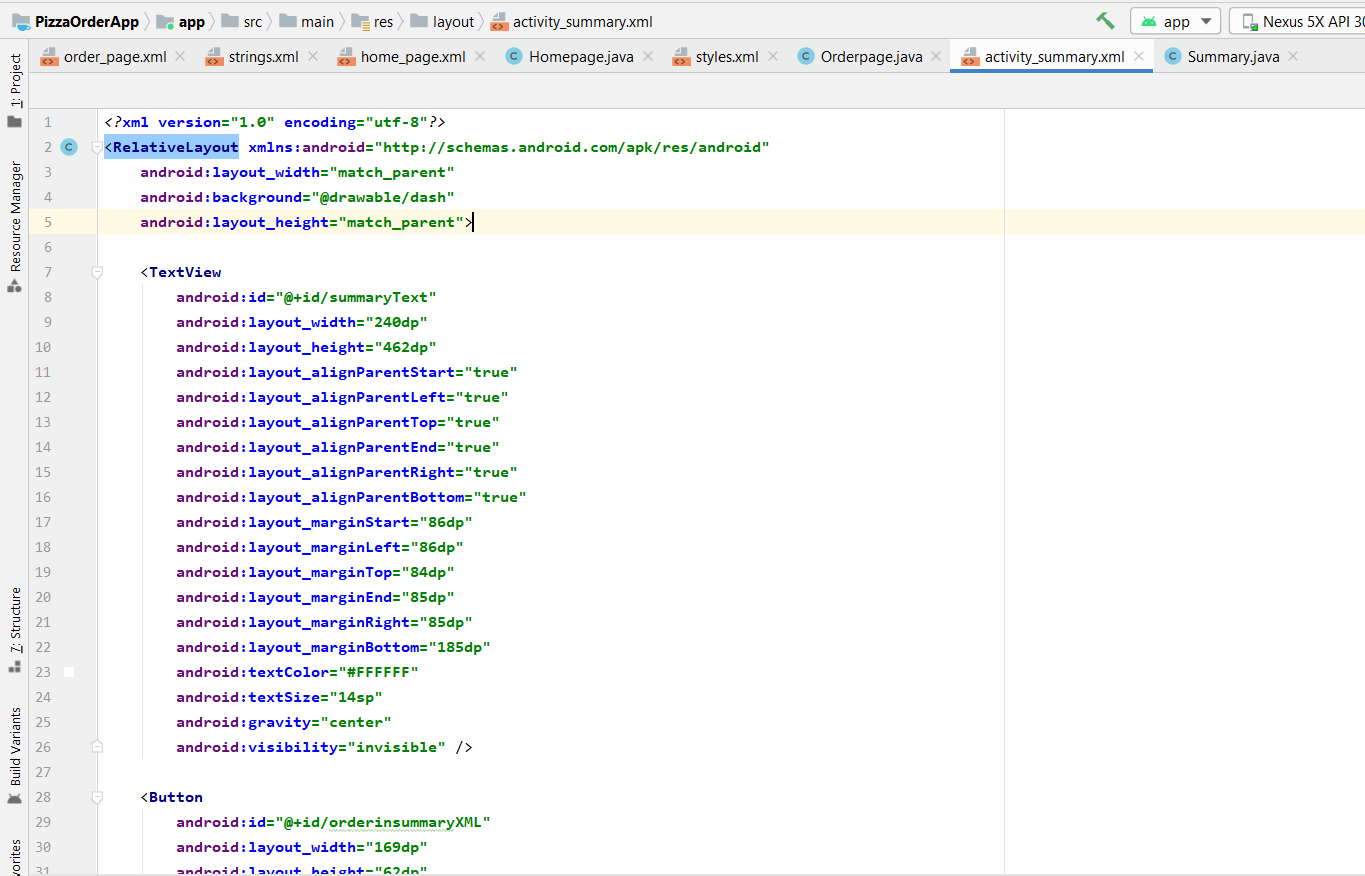 PizzaOrderApp app src main res layout activity_summary.xml app Nexus 5X API 30
order_page.xml strings.xml home_page.xml C Homepage.java styles.xml C Orderpage.java activity_summary.xml C Summary.java
1: Project
Resource Manager
7: Structure
Build Variants
vorites
1 <?xml version="1.0" encoding="utf-8"?>
2 C <RelativeLayout xmlns:android="http://schemas.android.com/apk/res/android"
3 android:layout_width="match_parent"
4 android:background="@drawable/dash"
5 android:layout_height="match_parent">
6
7 <TextView
8 android:id="@+id/summaryText"
9 android:layout_width="240dp"
10 android:layout_height="462dp"
11 android:layout_alignParentStart="true"
12 android:layout_alignParentLeft="true"
13 android:layout_alignParentTop="true"
14 android:layout_alignParentEnd="true"
15 android:layout_alignParentRight="true"
16 android:layout_alignParentBottom="true"
17 android:layout_marginStart="86dp"
18 android:layout_marginLeft="86dp"
19 android:layout_marginTop="84dp"
20 android:layout_marginEnd="85dp"
21 android:layout_marginRight="85dp"
22 android:layout_marginBottom="185dp"
23 android:textColor="#FFFFFF"
24 android:textSize="14sp"
25 android:gravity="center"
26 android:visibility="invisible" />
27
28 <Button
29 android:id="@+id/orderinsummaryXML"
30 android:layout_width="169dp"
31 android:layout_height="62dp"